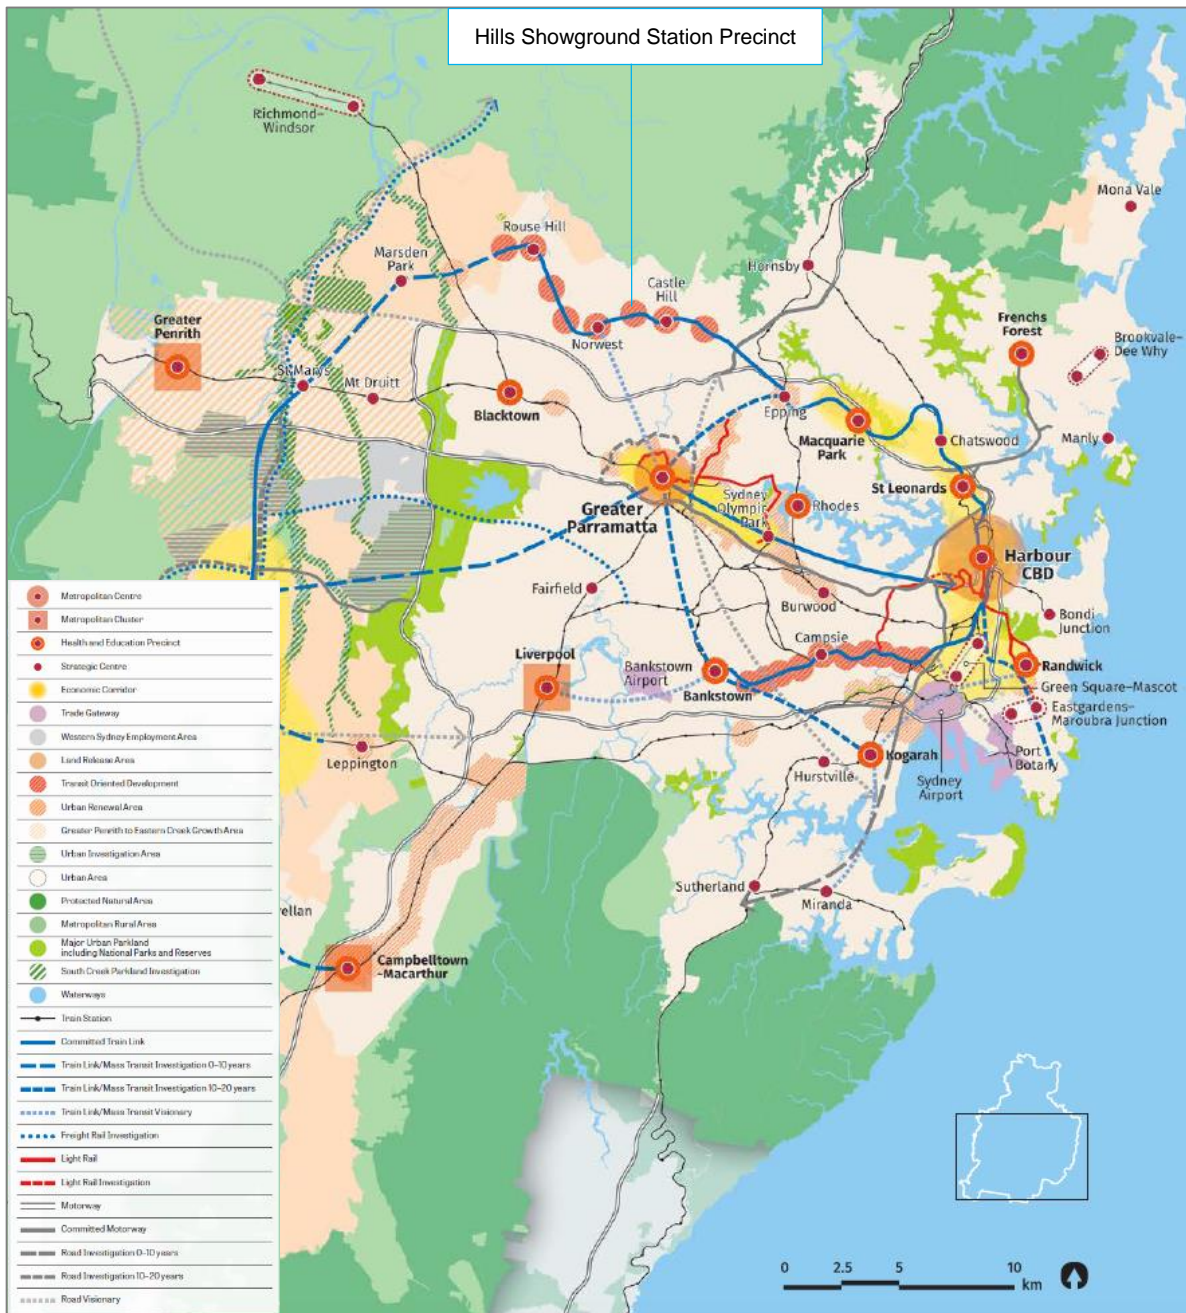 Hills Showground Station Precinct
Richmond–
Windsor
Mona Vale
Rouse Hill
Marsden
Park
Hornsby
Castle
Hill
Greater
Penrith
Norwest
Frenchs
Forest
Brookvale–
Dee Why
St Marys
Mt Druitt
Blacktown
Epping
Macquarie
Park
Chatswood
Manly
St Leonards
Greater
Parramatta
Sydney
Olympic
Park
Rhodes
Harbour
CBD
Fairfield
Burwood
Bondi
Junction
Campsie
Liverpool
Bankstown
Airport
Bankstown
Randwick
Green Square–Mascot
Eastgardens–
Maroubra Junction
Leppington
Kogarah
Hurstville
Port
Botany
Sydney
Airport
Sutherland
Miranda
ellan
Campbelltown
-Macarthur
Metropolitan Centre
Metropolitan Cluster
Health and Education Precinct
Strategic Centre
Economic Corridor
Trade Gateway
Western Sydney Employment Area
Land Release Area
Transit Oriented Development
Urban Renewal Area
Greater Penrith to Eastern Creek Growth Area
Urban Investigation Area
Urban Area
Protected Natural Area
Metropolitan Rural Area
Major Urban Parkland
including National Parks and Reserves
South Creek Parkland Investigation
Waterways
Train Station
Committed Train Link
Train Link/Mass Transit Investigation 0–10 years
Train Link/Mass Transit Investigation 10–20 years
Train Link/Mass Transit Visionary
Freight Rail Investigation
Light Rail
Light Rail Investigation
Motorway
Committed Motorway
Road Investigation 0–10 years
Road Investigation 10–20 years
Road Visionary
0 2.5 5 10
km